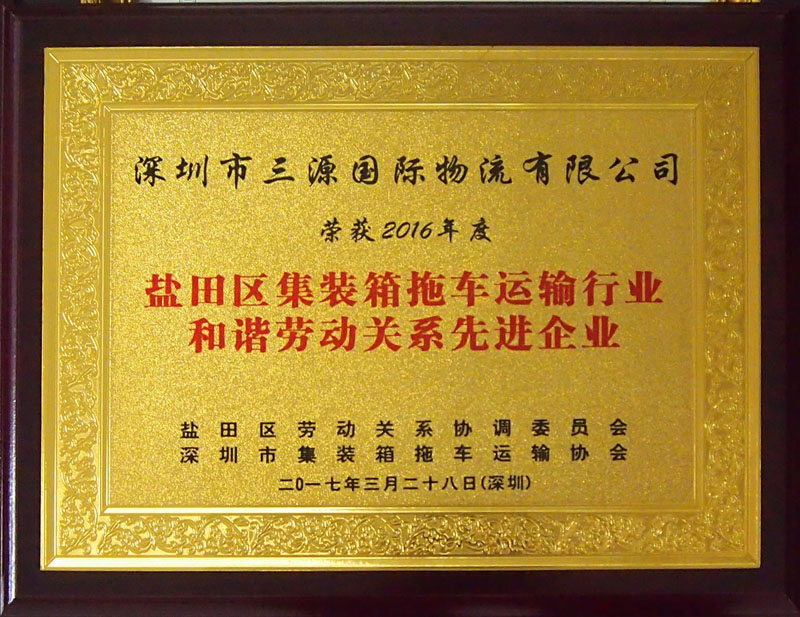 深圳市三源国际物流有限公司
荣获2016年度
盐田区集装箱拖车运输行业
和谐劳动关系先进企业
盐田区劳动关系协调委员会
深圳市集装箱拖车运输协会
二0一七年三月二十八日(深圳)